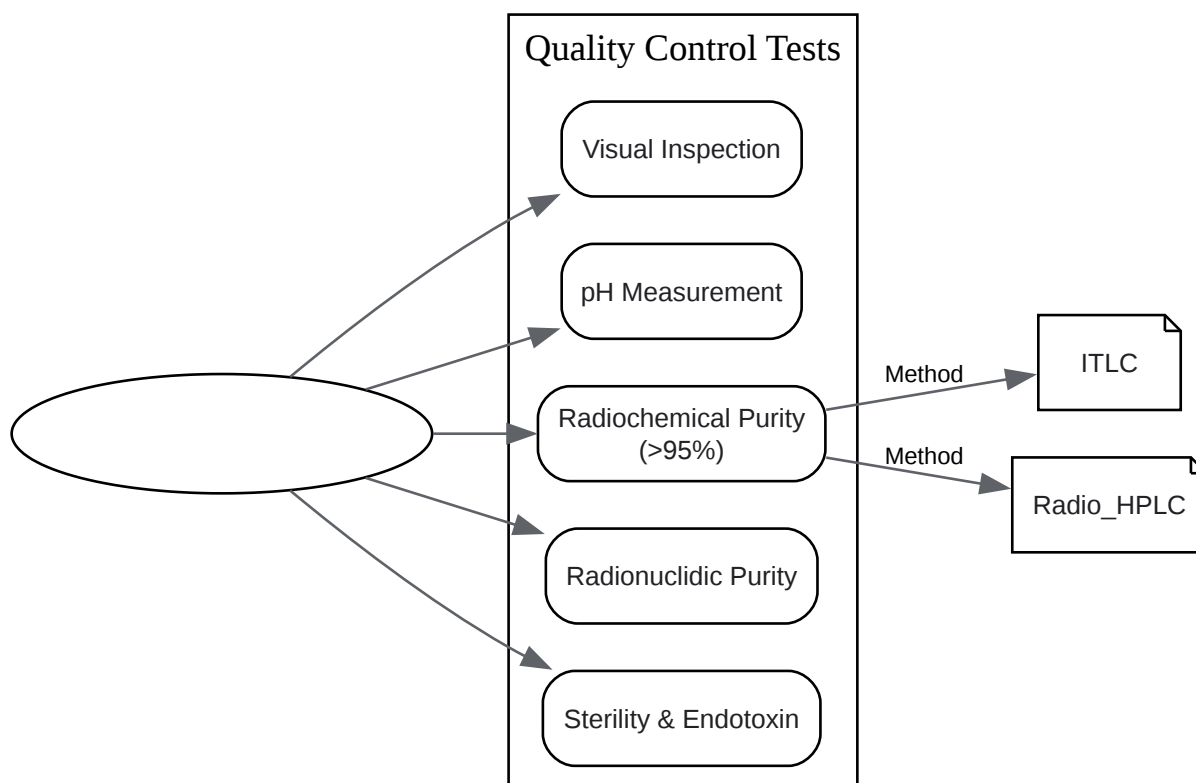 Quality Control Tests
Visual Inspection
pH Measurement
Radiochemical Purity
(>95%)
Radionuclidic Purity
Sterility & Endotoxin
Method
Method
ITLC
Radio_HPLC